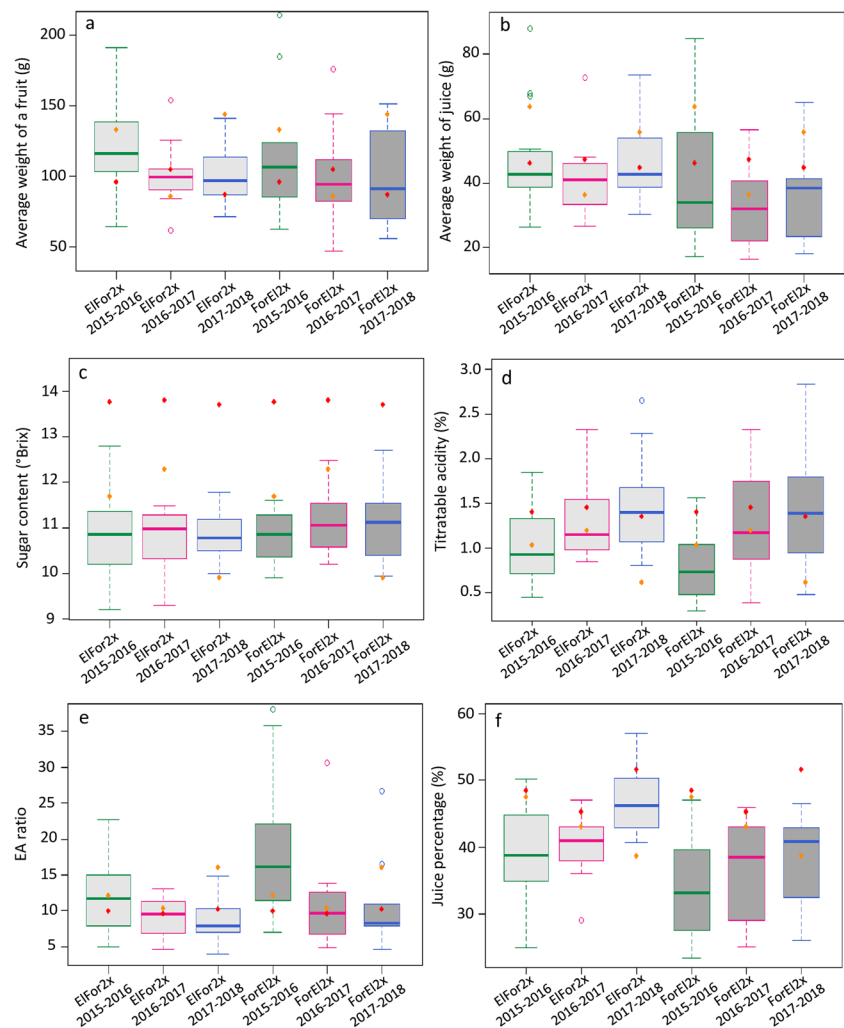 a
Average weight of a fruit (g)
200
150
100
50
ElFor2x
2015-2016
ElFor2x
2016-2017
ElFor2x
2017-2018
ForEl2x
2015-2016
ForEl2x
2016-2017
ForEl2x
2017-2018
b
Average weight of juice (g)
80
60
40
20
ElFor2x
2015-2016
ElFor2x
2016-2017
ElFor2x
2017-2018
ForEl2x
2015-2016
ForEl2x
2016-2017
ForEl2x
2017-2018
c
Sugar content (°Brix)
14
13
12
11
10
9
ElFor2x
2015-2016
ElFor2x
2016-2017
ElFor2x
2017-2018
ForEl2x
2015-2016
ForEl2x
2016-2017
ForEl2x
2017-2018
d
Titratable acidity (%)
3.0
2.5
2.0
1.5
1.0
0.5
ElFor2x
2015-2016
ElFor2x
2016-2017
ElFor2x
2017-2018
ForEl2x
2015-2016
ForEl2x
2016-2017
ForEl2x
2017-2018
e
EA ratio
35
30
25
20
15
10
5
ElFor2x
2015-2016
ElFor2x
2016-2017
ElFor2x
2017-2018
ForEl2x
2015-2016
ForEl2x
2016-2017
ForEl2x
2017-2018
f
Juice percentage (%)
60
50
40
30
ElFor2x
2015-2016
ElFor2x
2016-2017
ElFor2x
2017-2018
ForEl2x
2015-2016
ForEl2x
2016-2017
ForEl2x
2017-2018